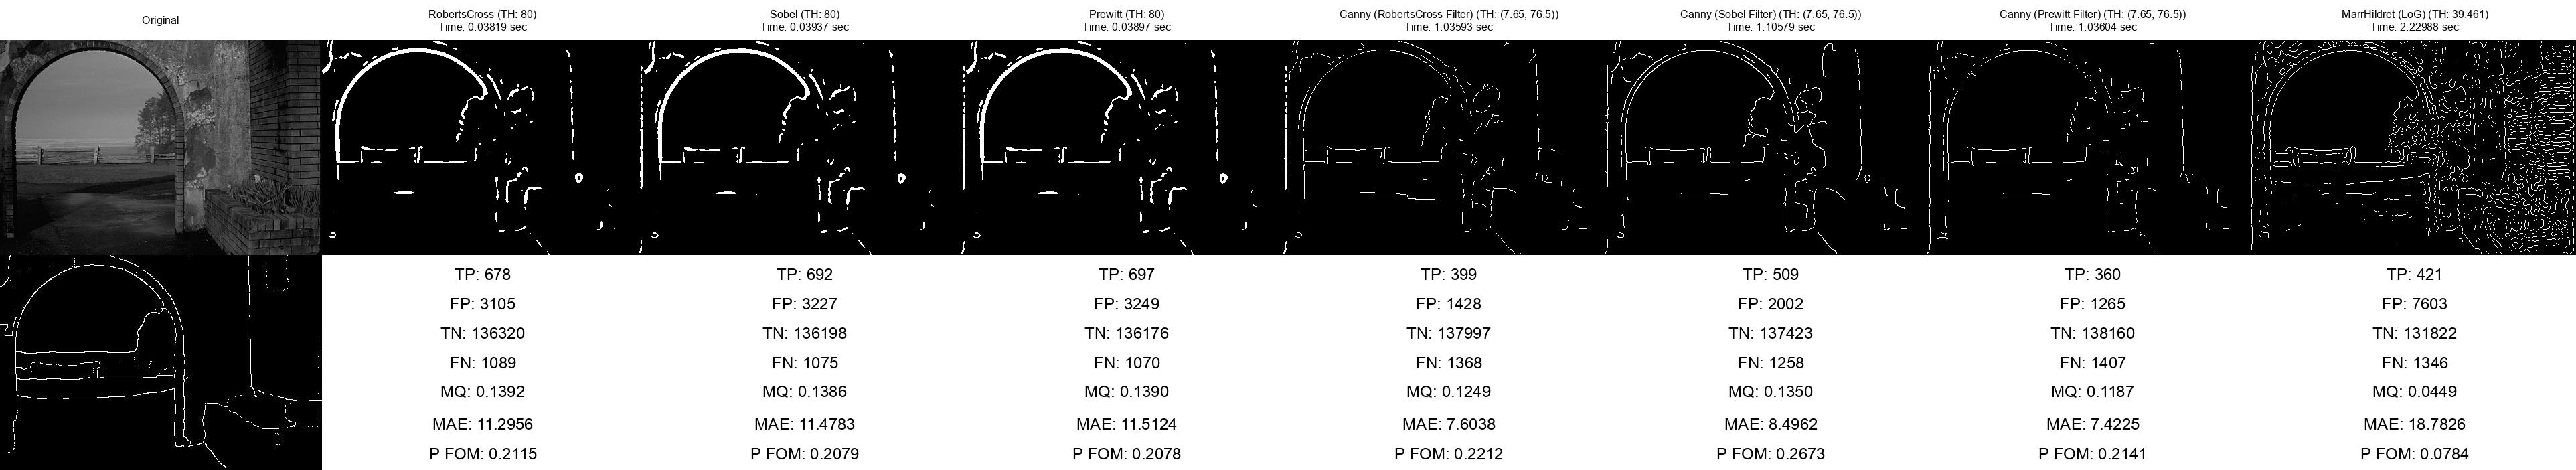 Original
RobertsCross (TH: 80)
Time: 0.03819 sec
Sobel (TH: 80)
Time: 0.03937 sec
Prewitt (TH: 80)
Time: 0.03897 sec
Canny (RobertsCross Filter) (TH: (7.65, 76.5))
Time: 1.03593 sec
Canny (Sobel Filter) (TH: (7.65, 76.5))
Time: 1.10579 sec
Canny (Prewitt Filter) (TH: (7.65, 76.5))
Time: 1.03604 sec
MarrHildret (LoG) (TH: 39.461)
Time: 2.22988 sec
TP: 678
FP: 3105
TN: 136320
FN: 1089
MQ: 0.1392
MAE: 11.2956
P FOM: 0.2115
TP: 692
FP: 3227
TN: 136198
FN: 1075
MQ: 0.1386
MAE: 11.4783
P FOM: 0.2079
TP: 697
FP: 3249
TN: 136176
FN: 1070
MQ: 0.1390
MAE: 11.5124
P FOM: 0.2078
TP: 399
FP: 1428
TN: 137997
FN: 1368
MQ: 0.1249
MAE: 7.6038
P FOM: 0.2212
TP: 509
FP: 2002
TN: 137423
FN: 1258
MQ: 0.1350
MAE: 8.4962
P FOM: 0.2673
TP: 360
FP: 1265
TN: 138160
FN: 1407
MQ: 0.1187
MAE: 7.4225
P FOM: 0.2141
TP: 421
FP: 7603
TN: 131822
FN: 1346
MQ: 0.0449
MAE: 18.7826
P FOM: 0.0784